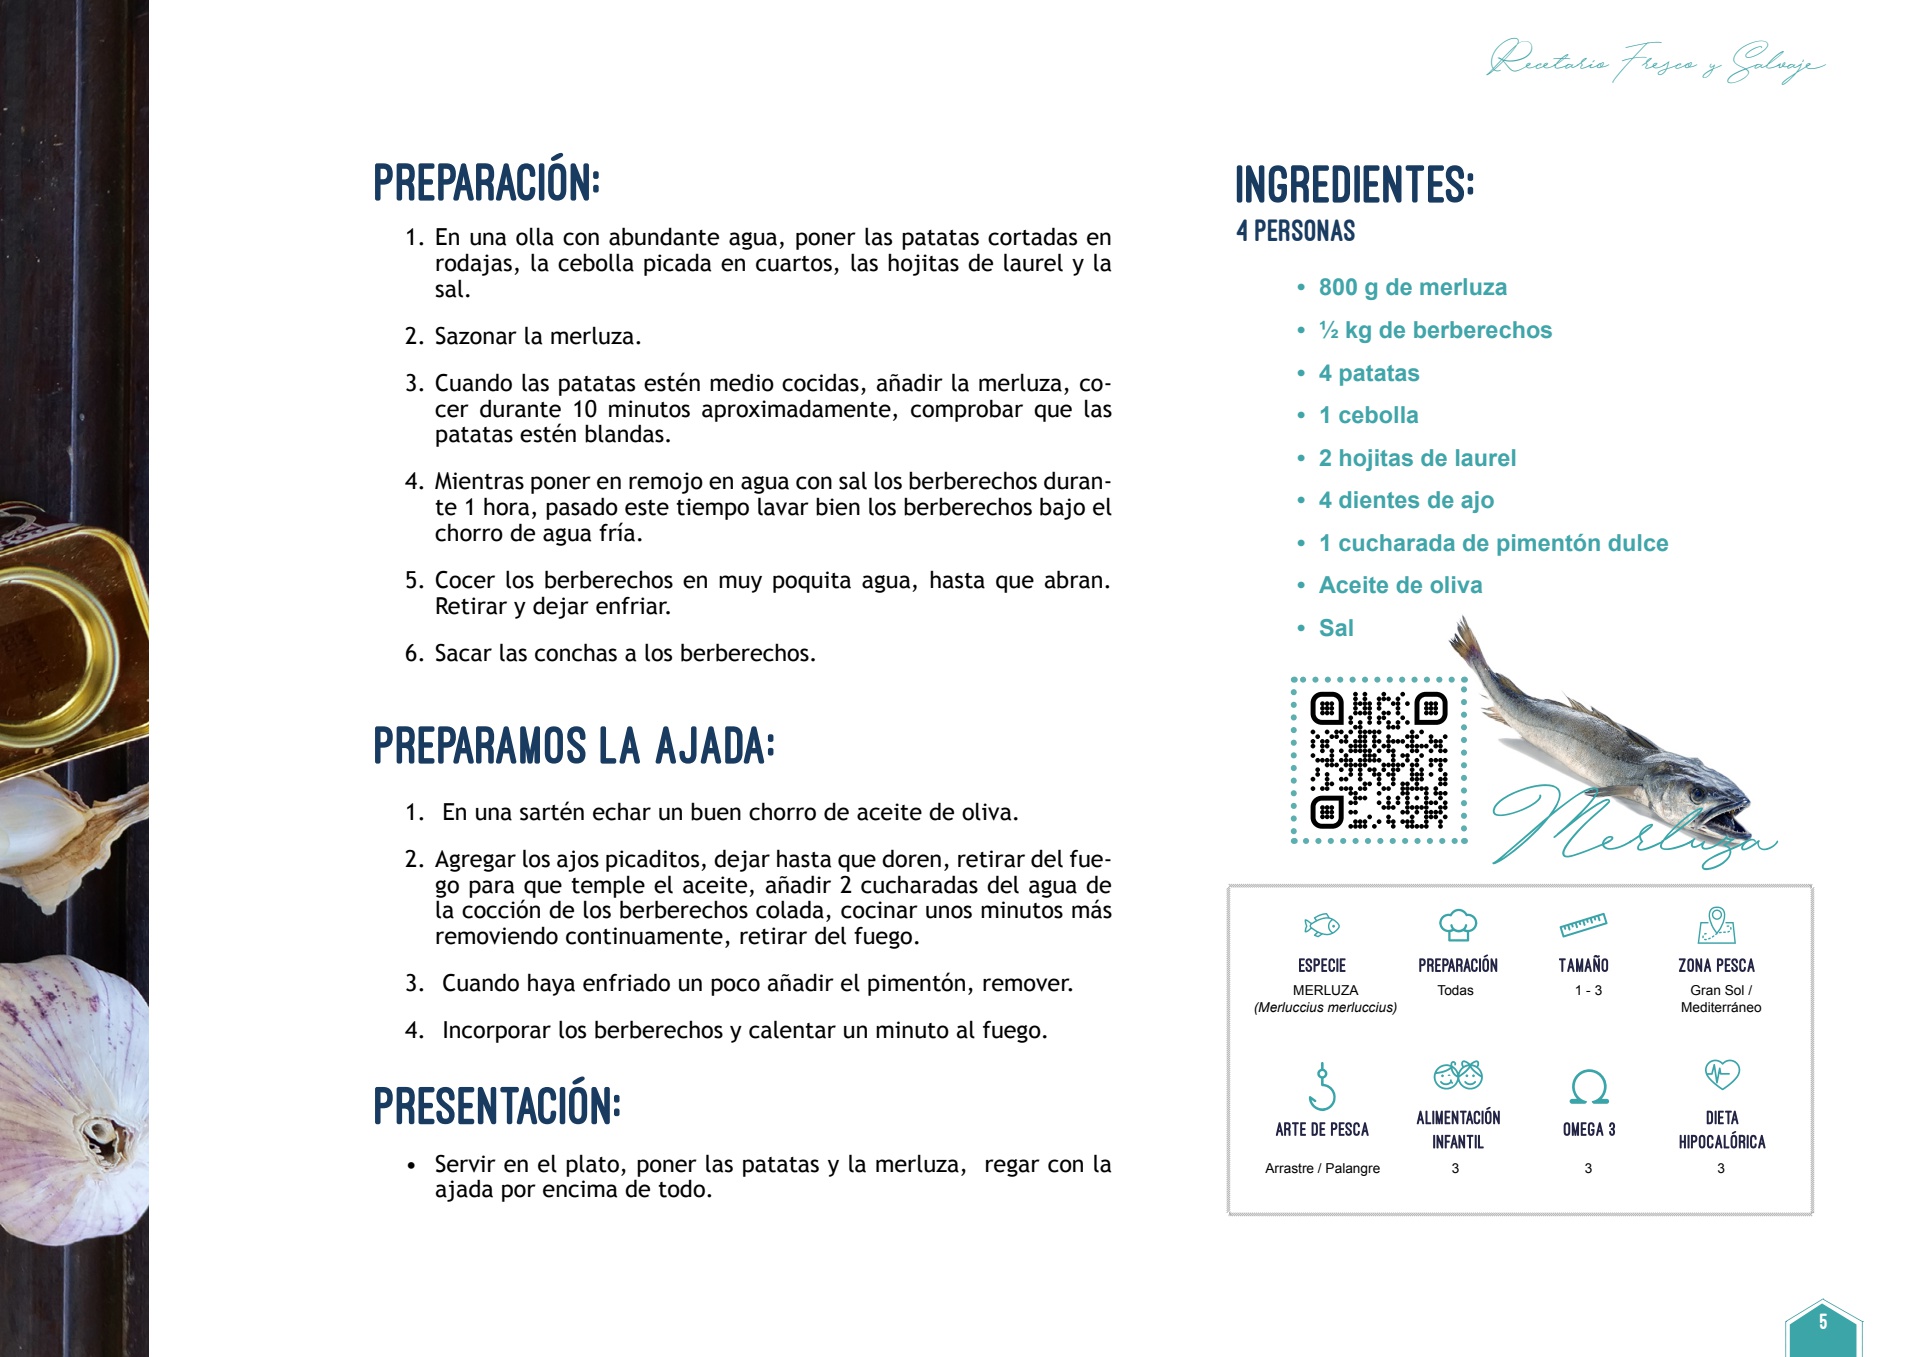 Recetario Fresco y Salvaje
PREPARACIÓN:
1. En una olla con abundante agua, poner las patatas cortadas en
rodajas, la cebolla picada en cuartos, las hojitas de laurel y la
sal.
2. Sazonar la merluza.
3. Cuando las patatas estén medio cocidas, añadir la merluza, co-
cer durante 10 minutos aproximadamente, comprobar que las
patatas estén blandas.
4. Mientras poner en remojo en agua con sal los berberechos duran-
te 1 hora, pasado este tiempo lavar bien los berberechos bajo el
chorro de agua fría.
5. Cocer los berberechos en muy poquita agua, hasta que abran.
Retirar y dejar enfriar.
6. Sacar las conchas a los berberechos.
PREPARAMOS LA AJADA:
1. En una sartén echar un buen chorro de aceite de oliva.
2. Agregar los ajos picaditos, dejar hasta que doren, retirar del fue-
go para que temple el aceite, añadir 2 cucharadas del agua de
la cocción de los berberechos colada, cocinar unos minutos más
removiendo continuamente, retirar del fuego.
3. Cuando haya enfriado un poco añadir el pimentón, remover.
4. Incorporar los berberechos y calentar un minuto al fuego.
PRESENTACIÓN:
• Servir en el plato, poner las patatas y la merluza, regar con la
ajada por encima de todo.
INGREDIENTES:
4 PERSONAS
• 800 g de merluza
• ½ kg de berberechos
• 4 patatas
• 1 cebolla
• 2 hojitas de laurel
• 4 dientes de ajo
• 1 cucharada de pimentón dulce
• Aceite de oliva
• Sal
Merluza
ESPECIE
MERLUZA
(Merluccius merluccius)
PREPARACIÓN
Todas
TAMAÑO
1 - 3
ZONA PESCA
Gran Sol /
Mediterráneo
ARTE DE PESCA
Arrastre / Palangre
ALIMENTACIÓN
INFANTIL
3
OMEGA 3
3
DIETA
HIPOCALÓRICA
3
5